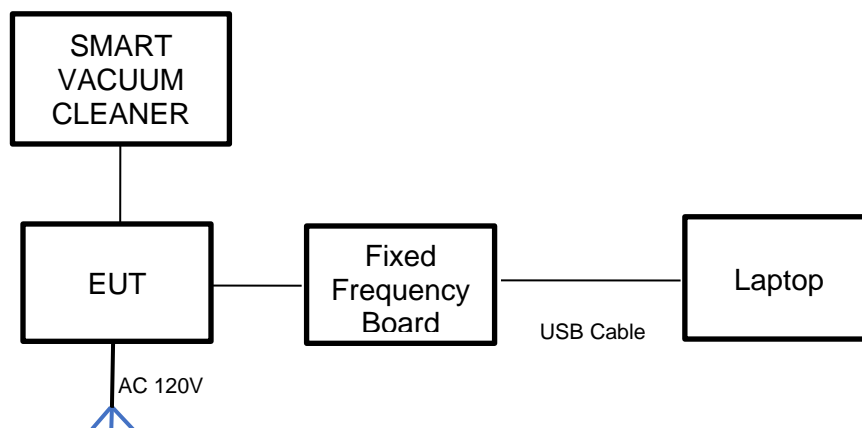 SMART
VACUUM
CLEANER
EUT
Fixed
Frequency
Board
Laptop
USB Cable
AC 120V